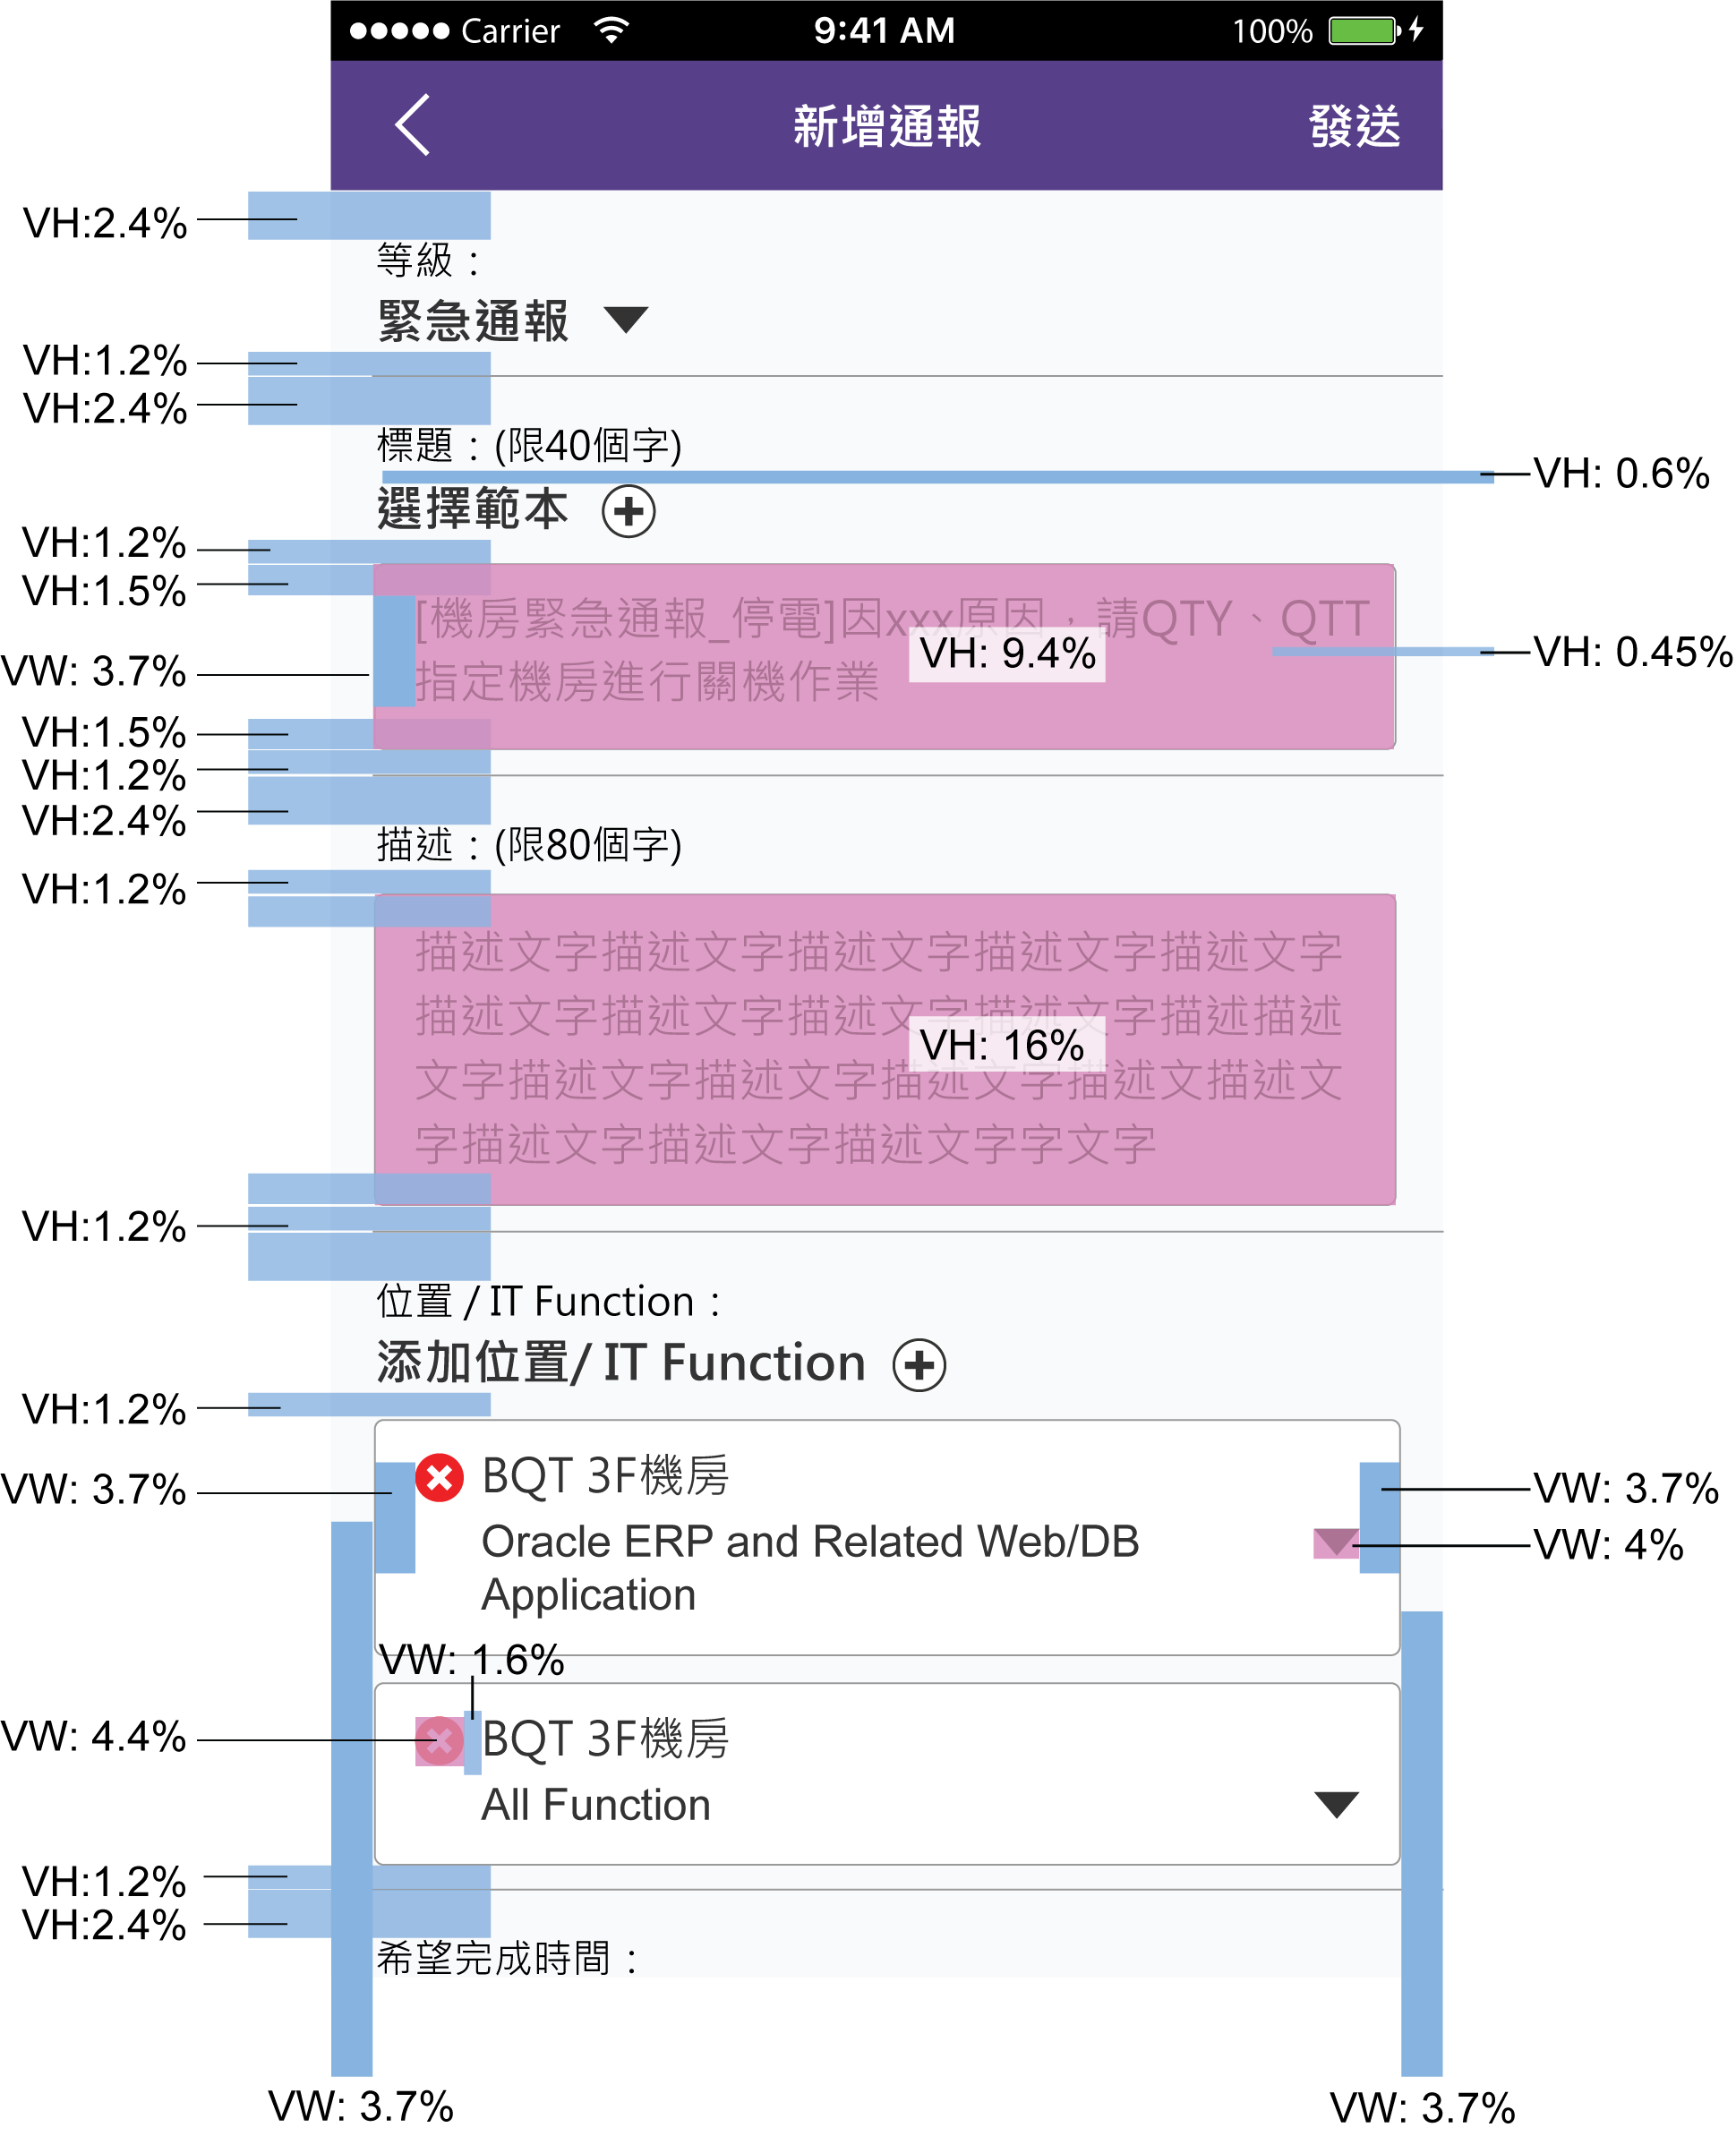 Carrier 9:41 AM 100%
新增通報 發送
VH:2.4%
等級：
緊急通報
VH:1.2%
VH:2.4%
標題：(限40個字)
VH: 0.6%
選擇範本
VH:1.2%
VH:1.5%
[機房緊急通報_停電]因xxx原因，請QTY、QTT
VH: 9.4%
VH: 0.45%
VW: 3.7%
指定機房進行關機作業
VH:1.5%
VH:1.2%
VH:2.4%
描述：(限80個字)
VH:1.2%
描述文字描述文字描述文字描述文字描述文字
描述文字描述文字描述文字描述文字描述描述
VH: 16%
文字描述文字描述文字描述文字描述文描述文
字描述文字描述文字描述文字字文字
VH:1.2%
位置 / IT Function：
添加位置/ IT Function
VH:1.2%
BQT 3F機房
VW: 3.7% VW: 3.7%
Oracle ERP and Related Web/DB
VW: 4%
Application
VW: 1.6%
VW: 4.4%
BQT 3F機房
All Function
VH:1.2%
VH:2.4%
希望完成時間：
VW: 3.7% VW: 3.7%